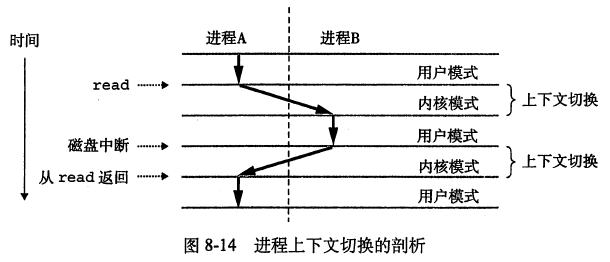 时间
进程A 进程B
用户模式
read
内核模式 上下文切换
用户模式
磁盘中断
内核模式 上下文切换
从 read 返回
用户模式
图 8-14 进程上下文切换的剖析